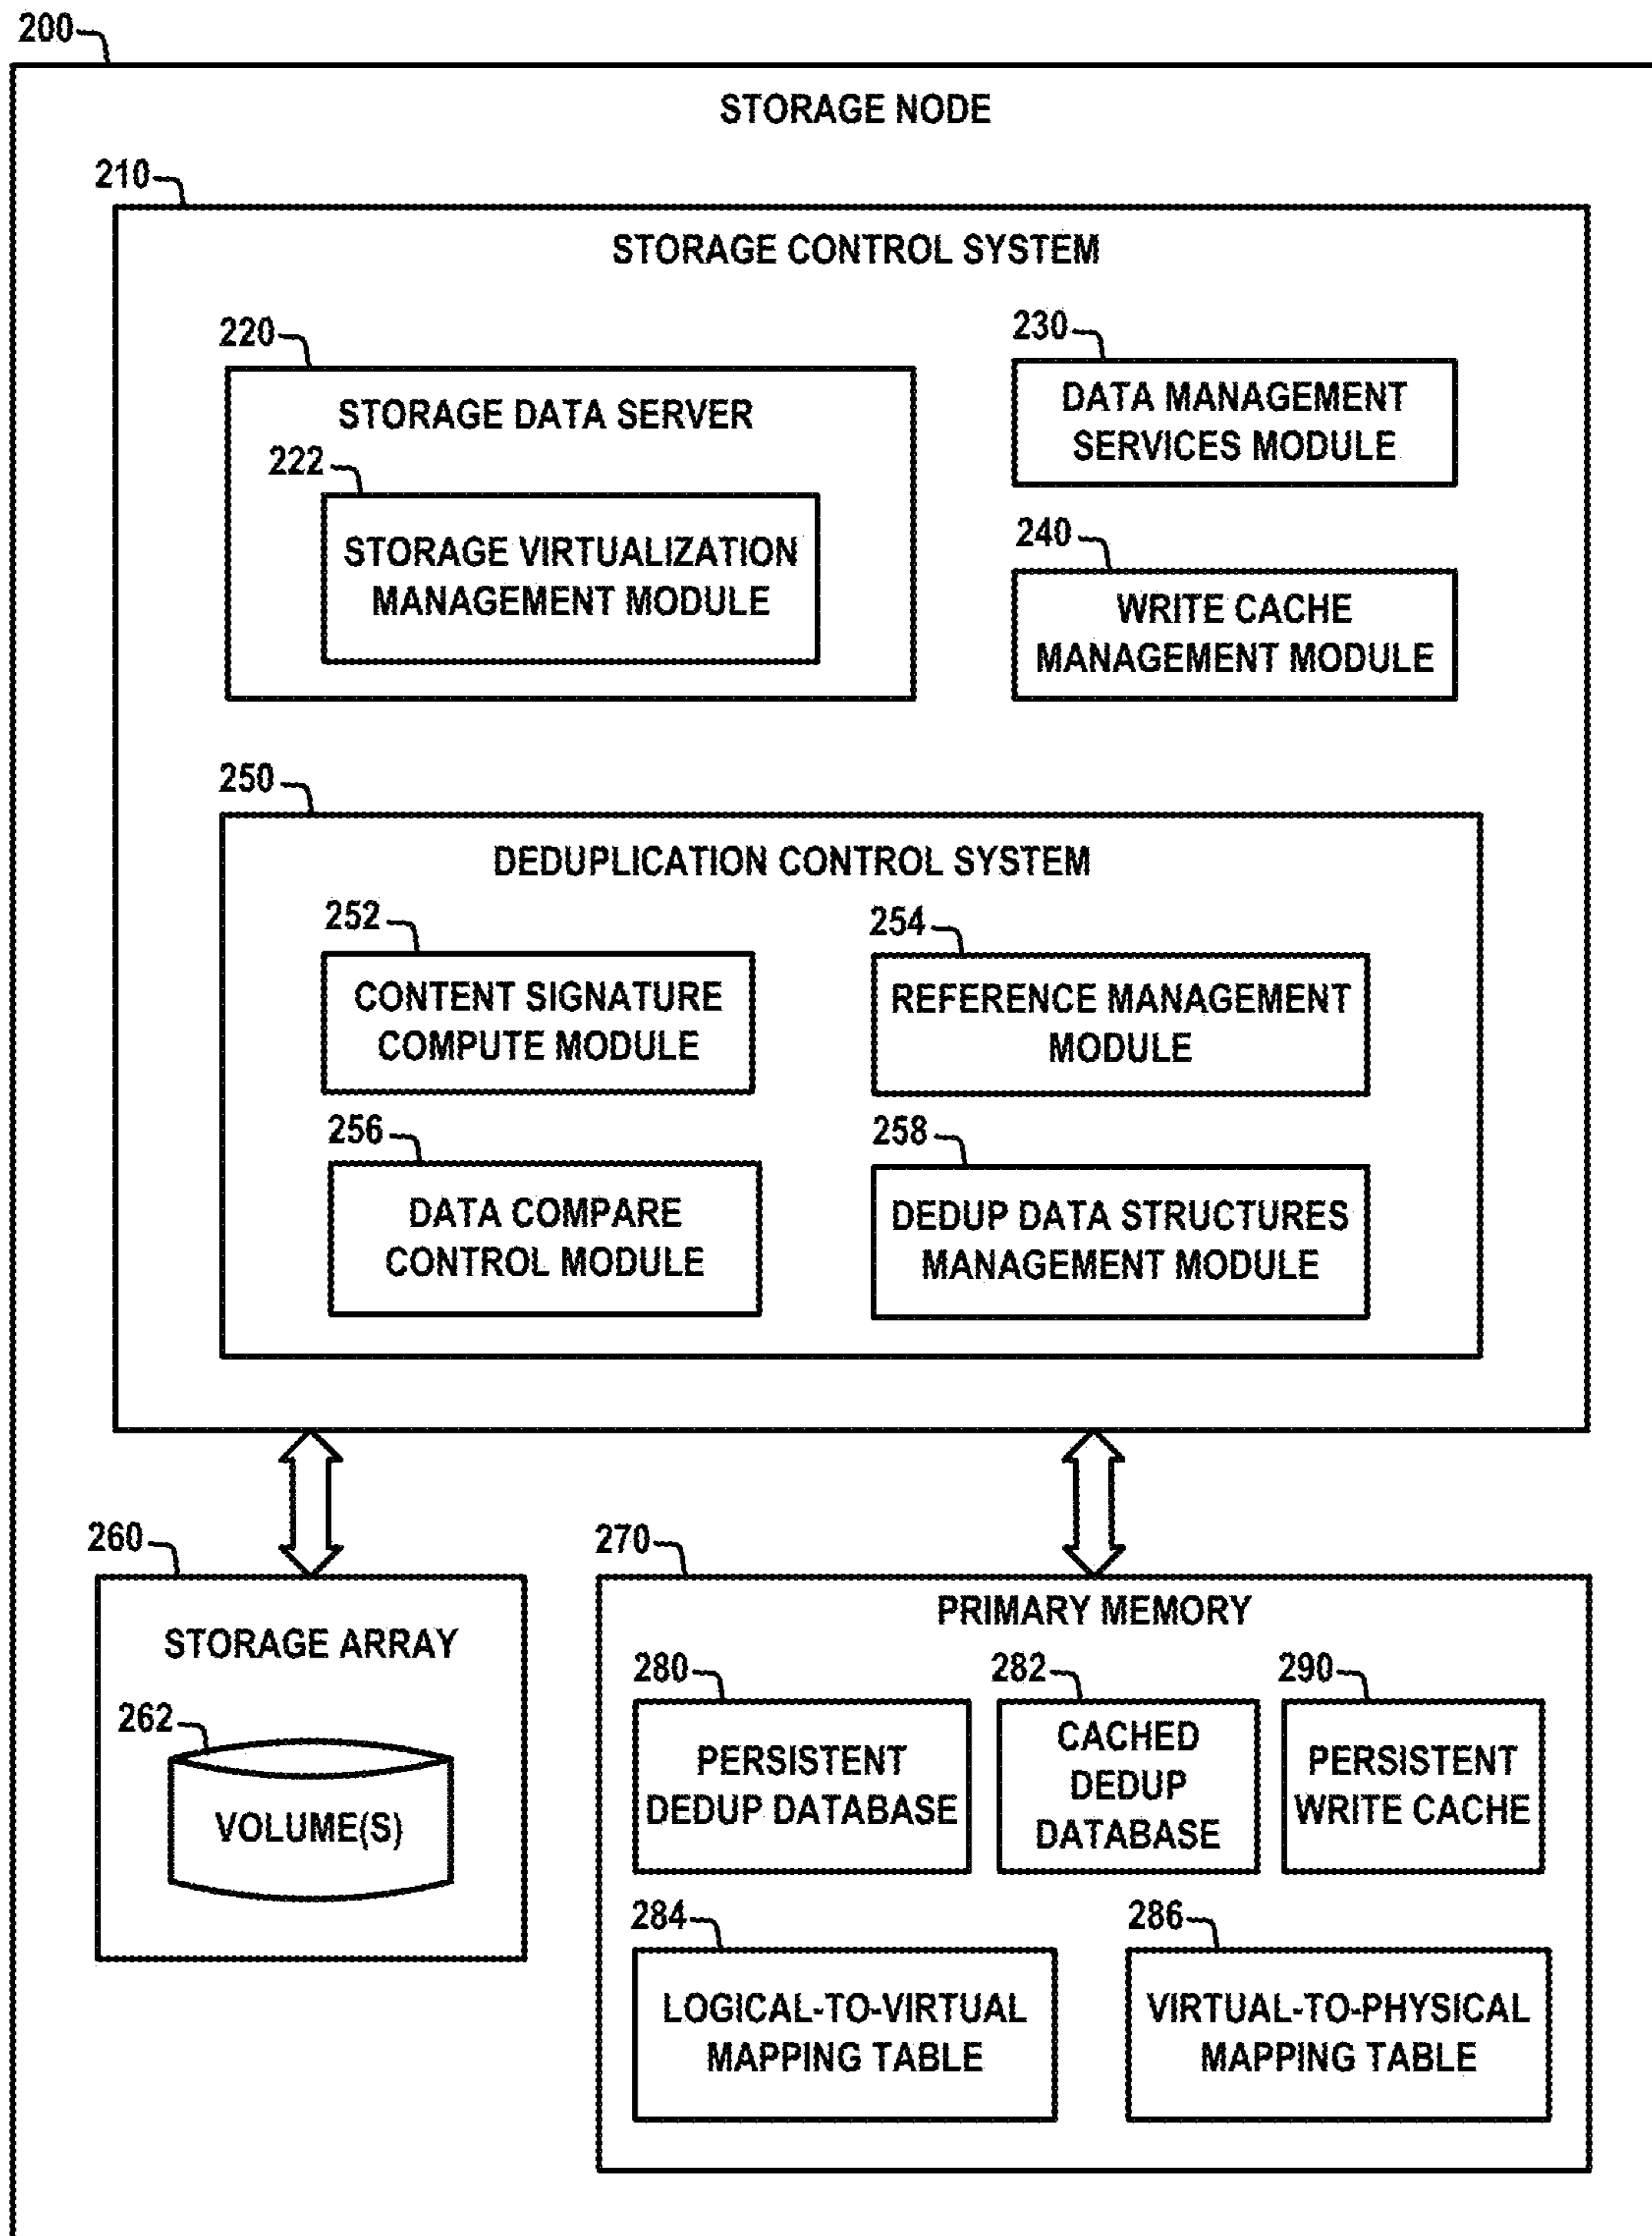 200
STORAGE NODE
210
STORAGE CONTROL SYSTEM
220
STORAGE DATA SERVER
222
STORAGE VIRTUALIZATION
MANAGEMENT MODULE
230
DATA MANAGEMENT
SERVICES MODULE
240
WRITE CACHE
MANAGEMENT MODULE
250
DEDUPLICATION CONTROL SYSTEM
252
CONTENT SIGNATURE
COMPUTE MODULE
254
REFERENCE MANAGEMENT
MODULE
256
DATA COMPARE
CONTROL MODULE
258
DEDUP DATA STRUCTURES
MANAGEMENT MODULE
260
STORAGE ARRAY
262
VOLUME(S)
270
PRIMARY MEMORY
280
PERSISTENT
DEDUP DATABASE
282
CACHED
DEDUP
DATABASE
290
PERSISTENT
WRITE CACHE
284
LOGICAL-TO-VIRTUAL
MAPPING TABLE
286
VIRTUAL-TO-PHYSICAL
MAPPING TABLE